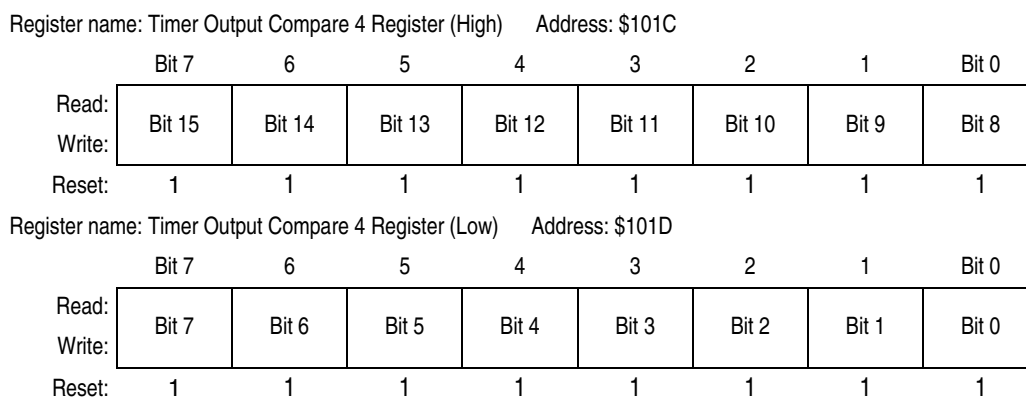 Register name: Timer Output Compare 4 Register (High) Address: $101C
Bit 7 6 5 4 3 2 1 Bit 0
Read:
Bit 15 Bit 14 Bit 13 Bit 12 Bit 11 Bit 10 Bit 9 Bit 8
Write:
Reset: 1 1 1 1 1 1 1 1
Register name: Timer Output Compare 4 Register (Low) Address: $101D
Bit 7 6 5 4 3 2 1 Bit 0
Read:
Bit 7 Bit 6 Bit 5 Bit 4 Bit 3 Bit 2 Bit 1 Bit 0
Write:
Reset: 1 1 1 1 1 1 1 1